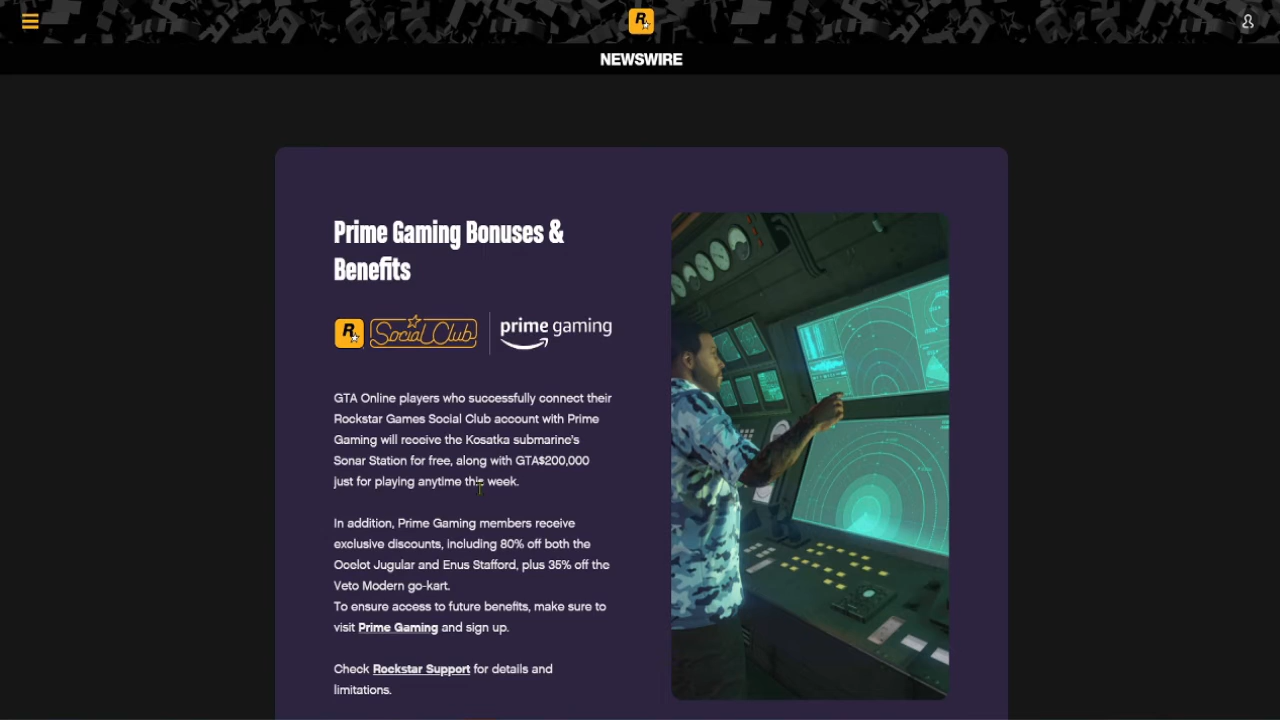 NEWSWIRE
Prime Gaming Bonuses &
Benefits
R Social Club
prime gaming
GTA Online players who successfully connect their
Rockstar Games Social Club account with Prime
Gaming will receive the Kosatka submarine's
Sonar Station for free, along with GTA$200,000
just for playing anytime this week.
In addition, Prime Gaming members receive
exclusive discounts, including 80% off both the
Ocelot Jugular and Enus Stafford, plus 35% off the
Veto Modern go-kart.
To ensure access to future benefits, make sure to
visit Prime Gaming and sign up.
Check Rockstar Support for details and
limitations.